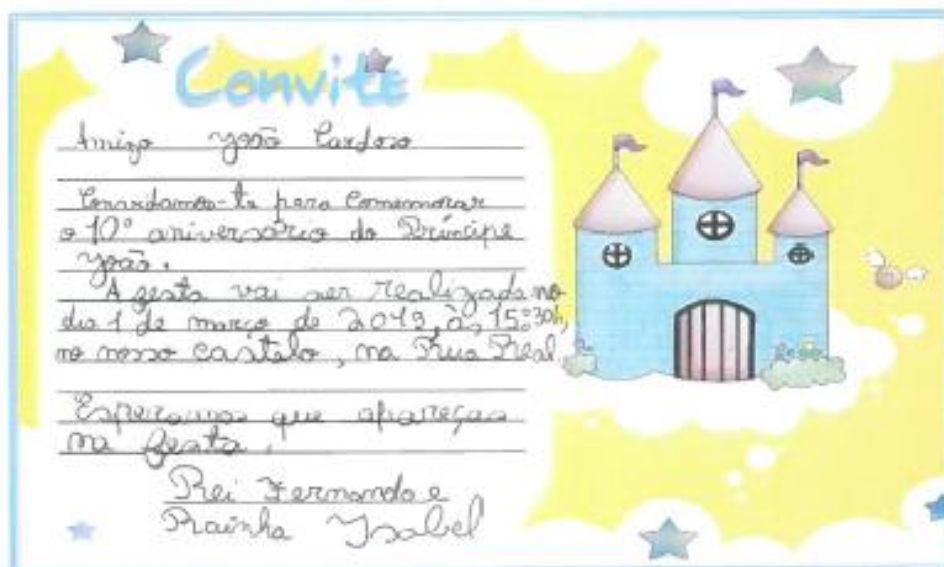 Convite
Amigo João Cardoso
Convidamos-te para comemorar
o 10º aniversário do Príncipe
João.
A festa vai ser realizada no
dia 1 de março de 2019, às 15:30h,
no nosso castelo, na Rua Real.
Esperamos que apareças
na festa.
Rei Fernando e
Rainha Isabel